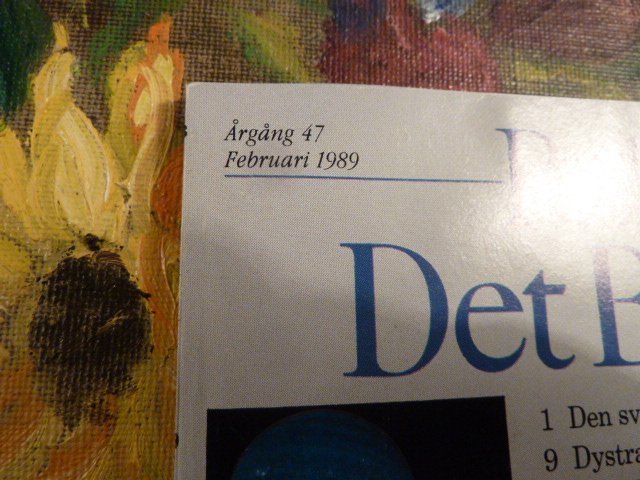 Årgång 47
Februari 1989
Det
1 Den
9